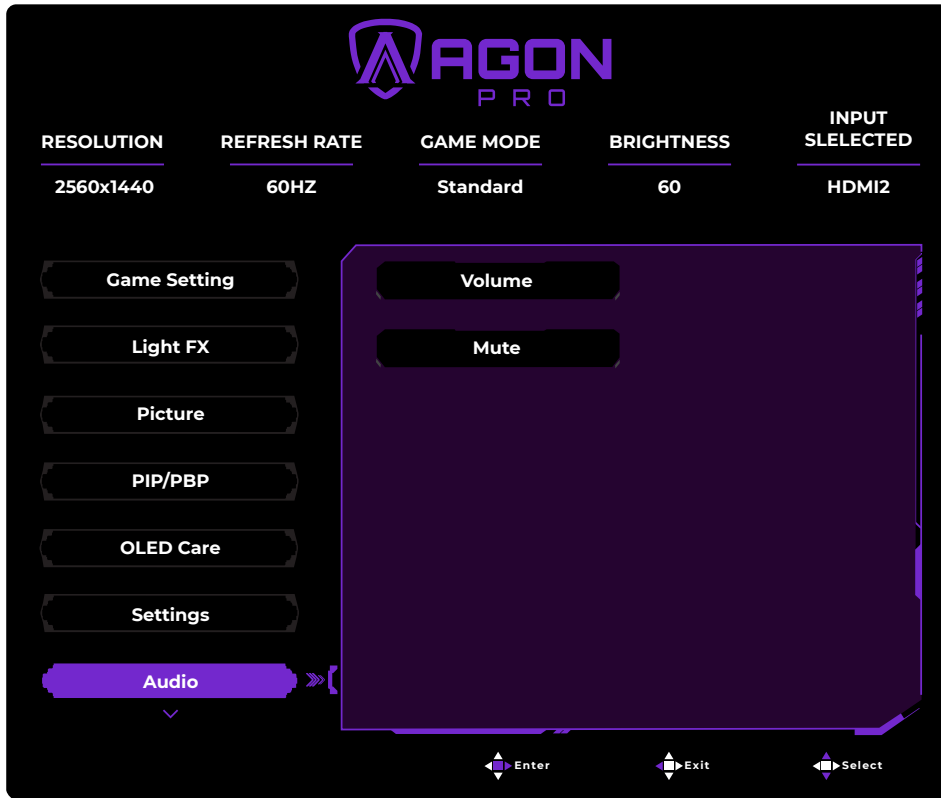 AGON
PRO
RESOLUTION
REFRESH RATE
GAME MODE
BRIGHTNESS
INPUT
SLELECTED
2560x1440
60HZ
Standard
60
HDMI2
Game Setting
Light FX
Picture
PIP/PBP
OLED Care
Settings
Audio
Volume
Mute
Enter
Exit
Select